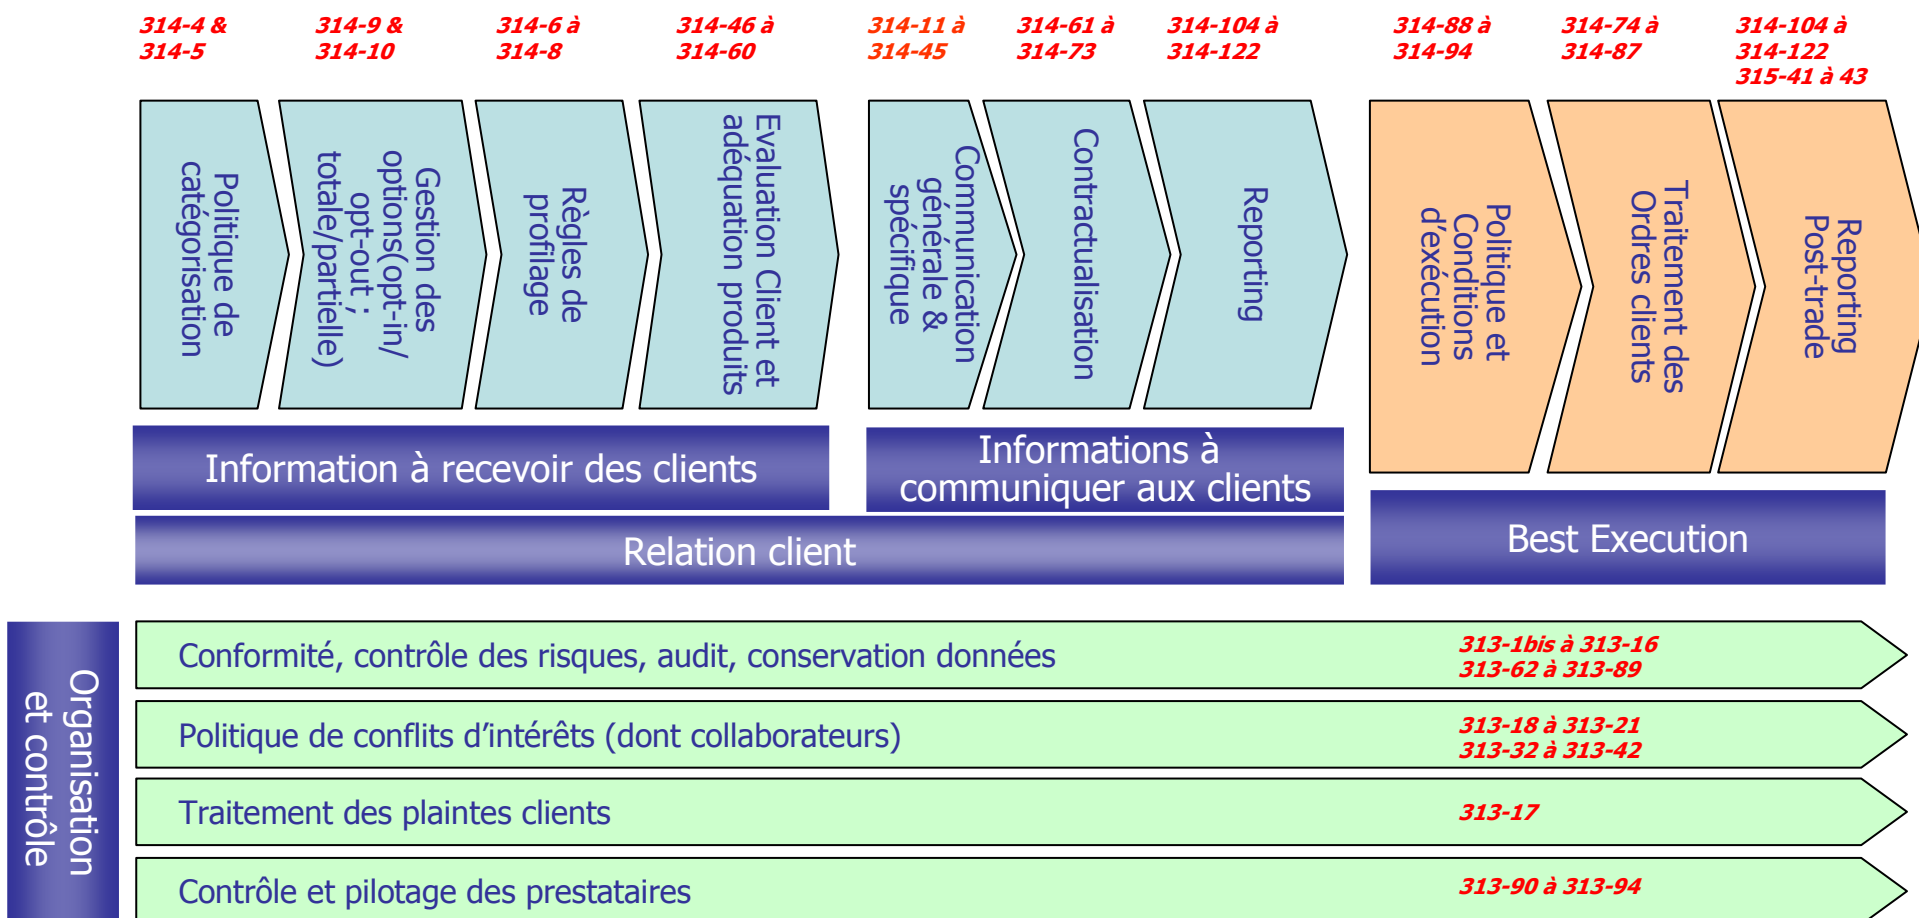 314-4 &
314-5
314-9 &
314-10
314-6 à
314-8
314-46 à
314-60
314-11 à
314-45
314-61 à
314-73
314-104 à
314-122
314-88 à
314-94
314-74 à
314-87
314-104 à
314-122
315-41 à 43
Politique de
catégorisation
Gestion des
options(opt-in/
opt-out ;
totale/partielle)
Règles de
profilage
Evaluation Client et
adéquation produits
Communication
générale &
spécifique
Contractualisation
Reporting
Politique et
Conditions
d'exécution
Traitement des
Ordres clients
Reporting
Post-trade
Information à recevoir des clients
Informations à
communiquer aux clients
Relation client
Best Execution
Organisation
et contrôle
Conformité, contrôle des risques, audit, conservation données
313-1bis à 313-16
313-62 à 313-89
Politique de conflits d’intérêts (dont collaborateurs)
313-18 à 313-21
313-32 à 313-42
Traitement des plaintes clients
313-17
Contrôle et pilotage des prestataires
313-90 à 313-94